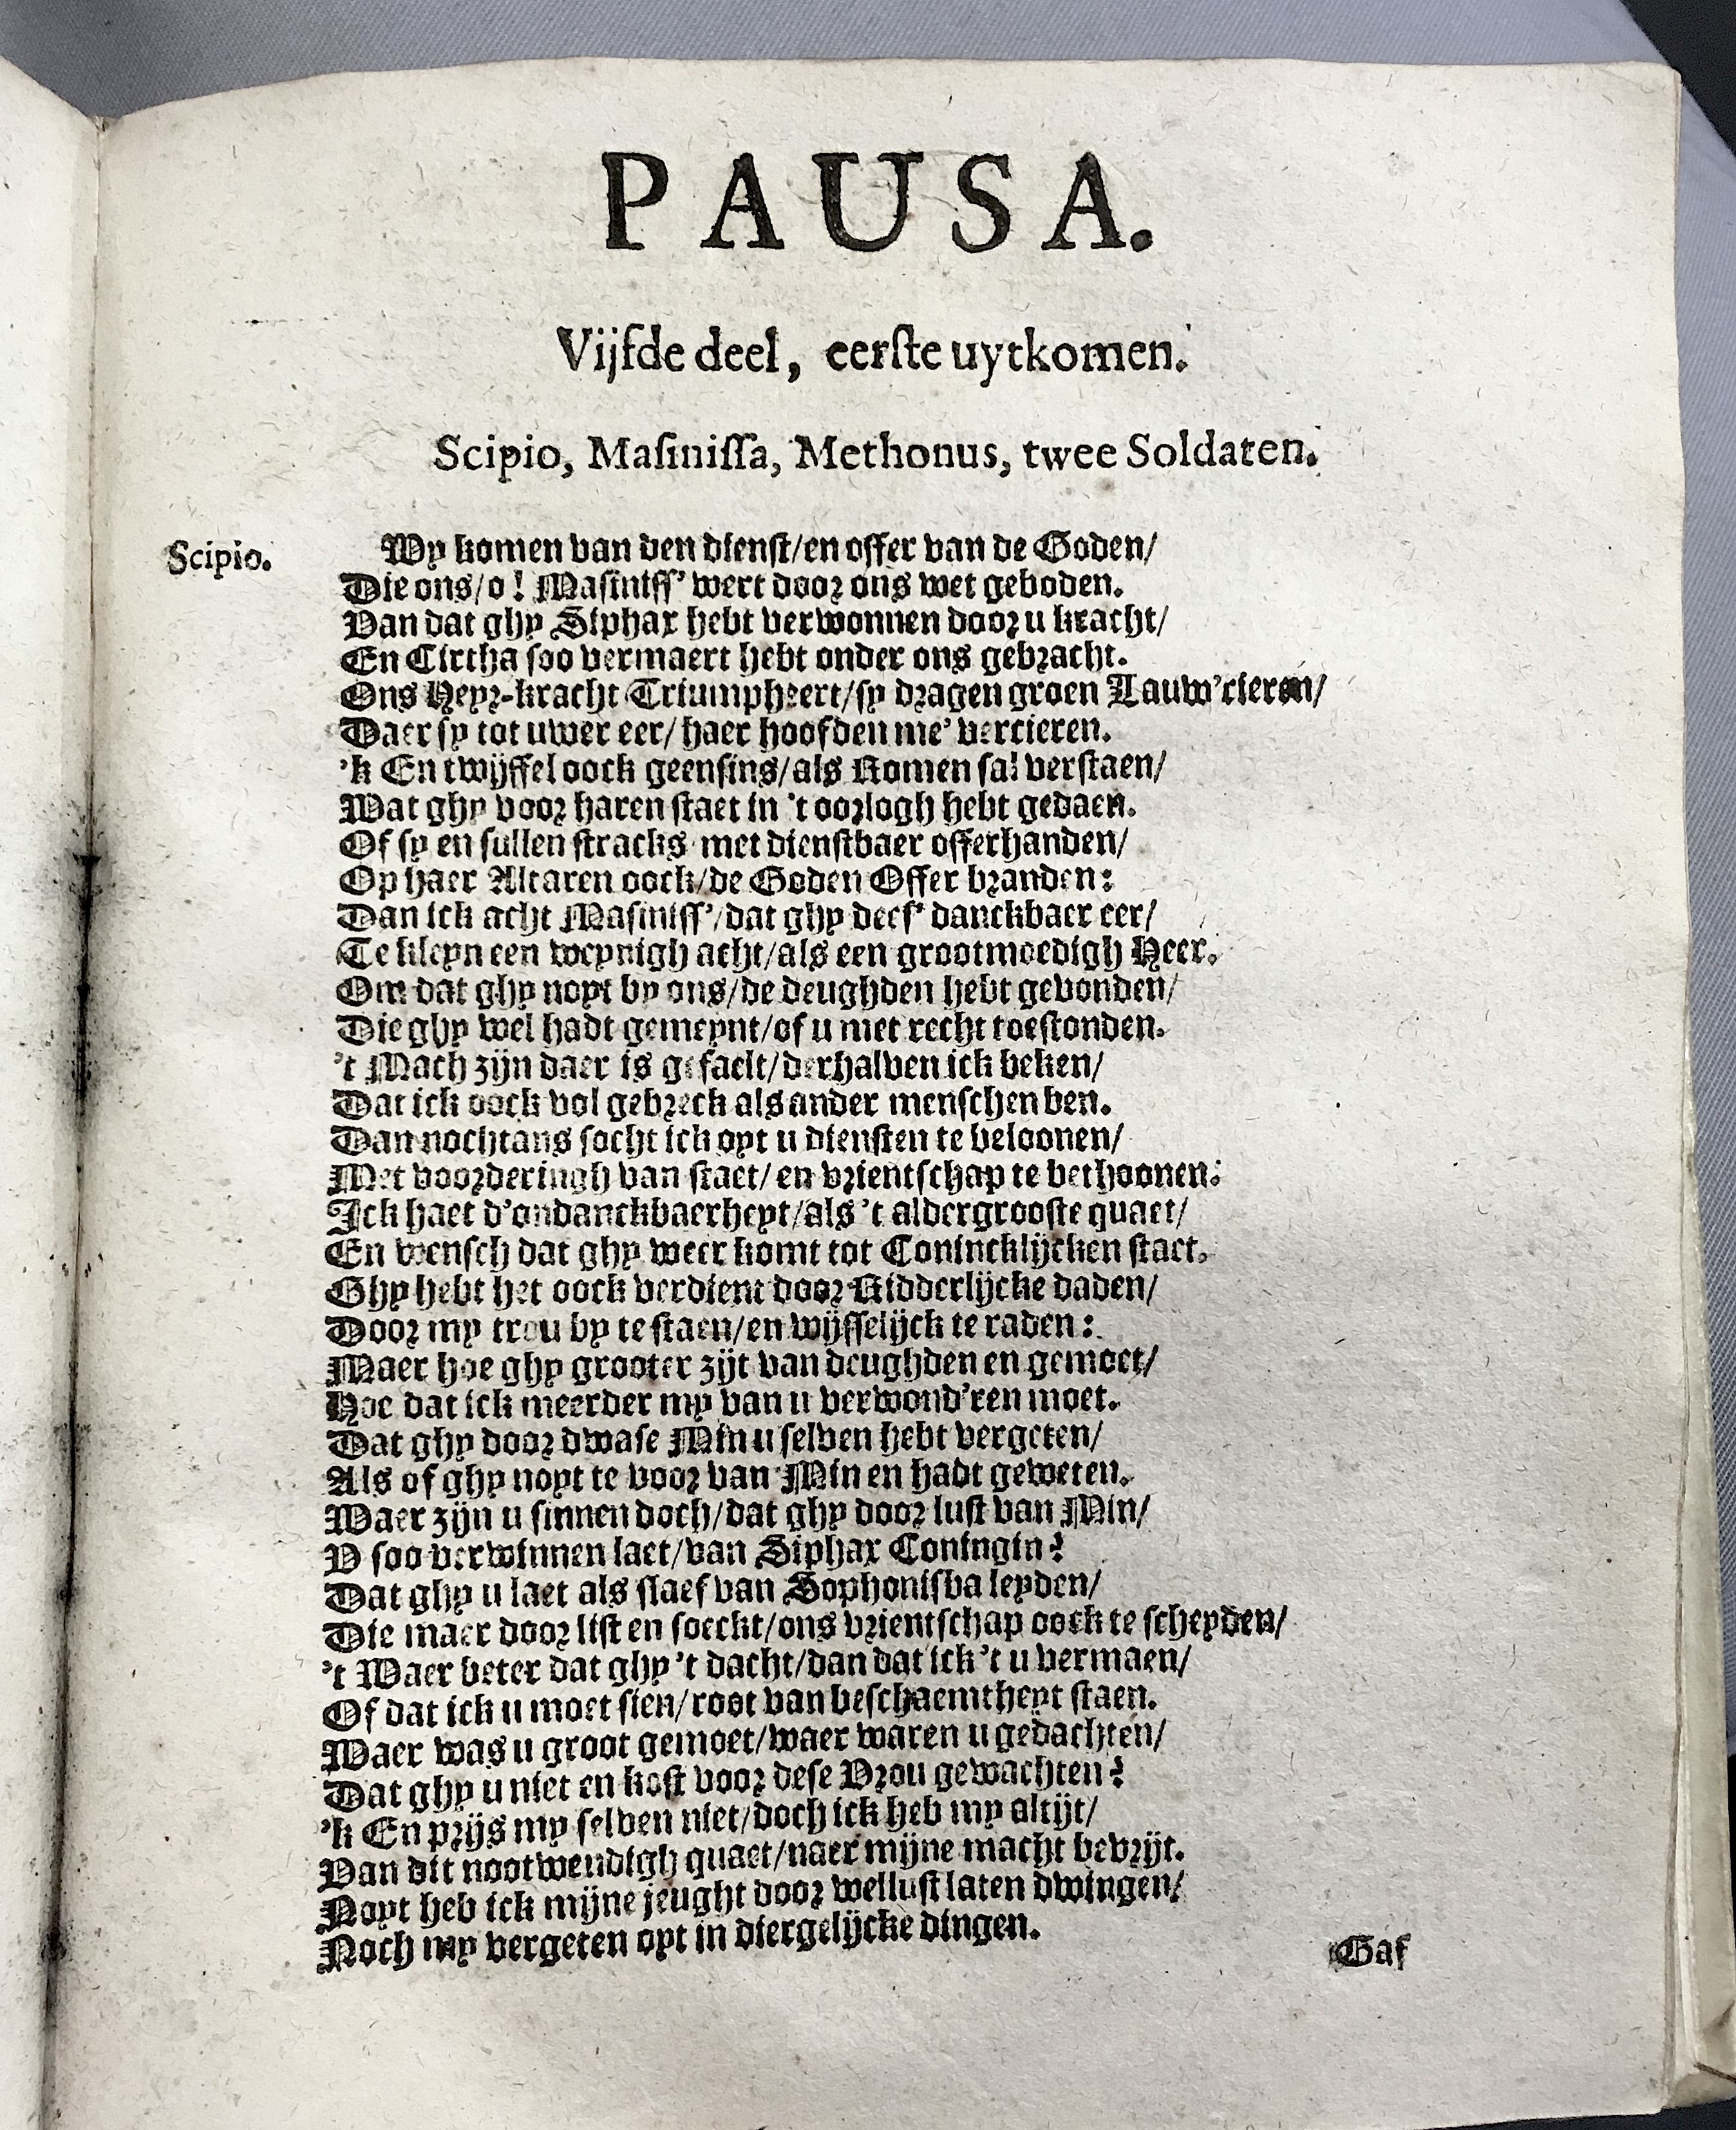 PAUSA.
Vijfde deel, eerste uytkomen.
Scipio, Masinissa, Methonus, twee Soldaten.
Scipio. Wy komen van den dienst/en offer van de Goden/
Die ons/o! Masiniss' wert door ons wet geboden.
Van dat ghy Siphax hebt verwonnen door u kracht/
En Cirtha soo vermaert hebt onder ons gebracht.
Ons Heyr-kracht Triumpheert/sy dragen groen Lauw'rieren/
Daer sy tot uwer eer/haer hoofden me' vercieren.
'k En twijffel oock geensins/als Romen sal verstaen/
Wat ghy voor haren staet in 't oorlogh hebt gedaen.
Of sy en sullen stracks met dienstbaer offerhanden/
Op haer Altaren oock/de Goden Offer branden:
Dan ick acht Masiniss'/dat ghy dees' danckbaer eer/
Te kleyn een weynigh acht/als een grootmoedigh Heer.
Om dat ghy noyt by ons/de deughden hebt gevonden/
Die ghy wel hadt gemeynt/of u met recht toestonden.
't Mach zijn daer is gefaelt/derhalven ick beken/
Dat ick oock vol gebreck als ander menschen ben.
Dan nochtans socht ick oyt u diensten te beloonen/
Met voorderingh van staet/en vrientschap te bethoonen:
Ick haet d'ondanckbaerheyt/als 't aldergrooste quaet/
En wensch dat ghy weer komt tot Conincklijcken staet.
Ghy hebt het oock verdient door Ridderlijcke daden/
Door my trou by te staen/en wijsselijck te raden:
Maer hoe ghy grooter zijt van deughden en gemoet/
Hoe dat ick meerder my van u verwond'ren moet.
Dat ghy door dwase Min u selven hebt vergeten/
Als of ghy noyt te voor van Min en hadt geweten.
Waer zijn u sinnen doch/dat ghy door lust van Min/
V soo verwinnen laet/van Siphax Coningin?
Dat ghy u laet als slaef van Sophonisba leyden/
Die maer door list en soeckt/ons vrientschap oock te scheyden/
't Waer beter dat ghy 't dacht/dan dat ick 't u vermaen/
Of dat ick u moet sien/root van beschaemtheyt staen.
Waer was u groot gemoet/waer waren u gedachten/
Dat ghy u niet en kost voor dese Vrou gewachten?
'k En prijs my selven niet/doch ick heb my altijt/
Van dit nootwendigh quaet/naer mijne macht bevrijt.
Noyt heb ick mijne jeught door wellust laten dwingen/
Noch my vergeten oyt in diergelijcke dingen.
Gaf